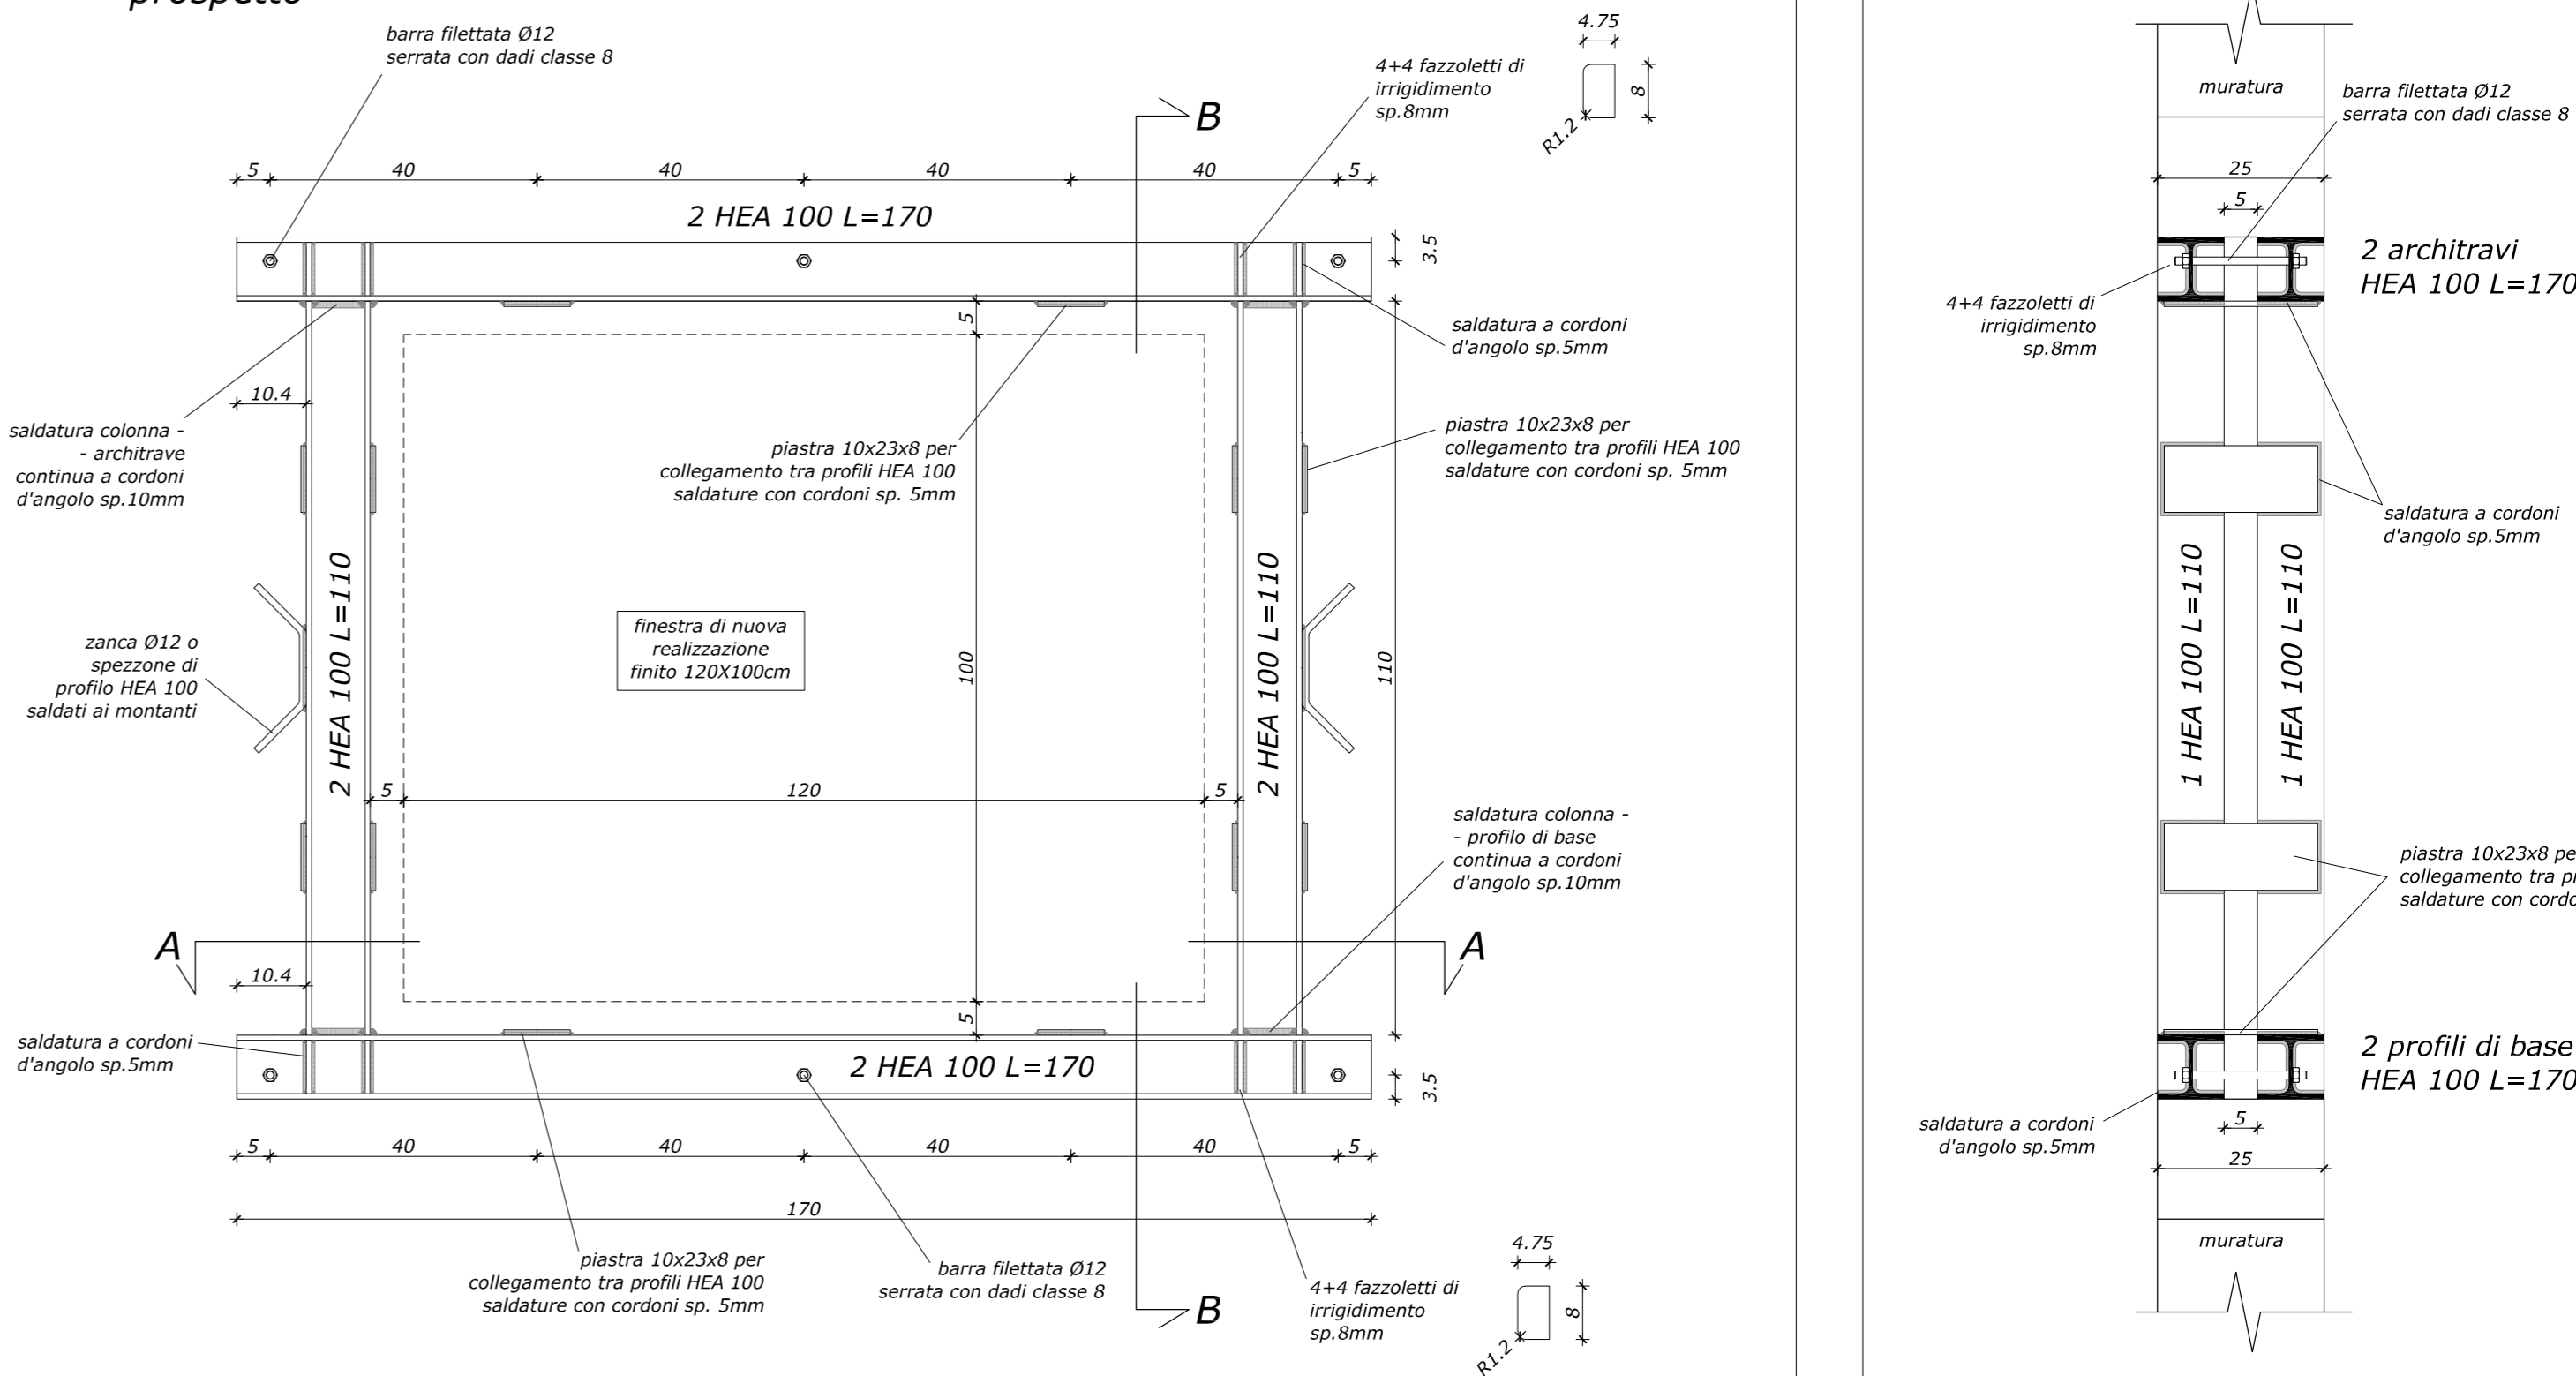 prospetto
barra filettata Ø12
serrata con dadi classe 8
4.75
8
R1.2
4+4 fazzoletti di
irrigidimento
sp.8mm
B
5
40
40
40
40
5
2 HEA 100 L=170
3.5
5
saldatura a cordoni
d'angolo sp.5mm
10.4
saldatura colonna -
- architrave
continua a cordoni
d'angolo sp.10mm
piastra 10x23x8 per
collegamento tra profili HEA 100
saldature con cordoni sp. 5mm
piastra 10x23x8 per
collegamento tra profili HEA 100
saldature con cordoni sp. 5mm
2 HEA 100 L=110
2 HEA 100 L=110
zanca Ø12 o
spezzone di
profilo HEA 100
saldati ai montanti
finestra di nuova
realizzazione
finito 120X100cm
100
110
5
120
5
saldatura colonna -
- profilo di base
continua a cordoni
d'angolo sp.10mm
A
A
10.4
5
saldatura a cordoni
d'angolo sp.5mm
2 HEA 100 L=170
3.5
5
40
40
40
40
5
170
piastra 10x23x8 per
collegamento tra profili HEA 100
saldature con cordoni sp. 5mm
barra filettata Ø12
serrata con dadi classe 8
B
4+4 fazzoletti di
irrigidimento
sp.8mm
4.75
8
R1.2
muratura
barra filettata Ø12
serrata con dadi classe 8
25
5
2 architravi
HEA 100 L=170
4+4 fazzoletti di
irrigidimento
sp.8mm
saldatura a cordoni
d'angolo sp.5mm
1 HEA 100 L=110
1 HEA 100 L=110
piastra 10x23x8 pe
collegamento tra
saldature con
2 profili di base
HEA 100 L=170
saldatura a cordoni
d'angolo sp.5mm
5
25
muratura